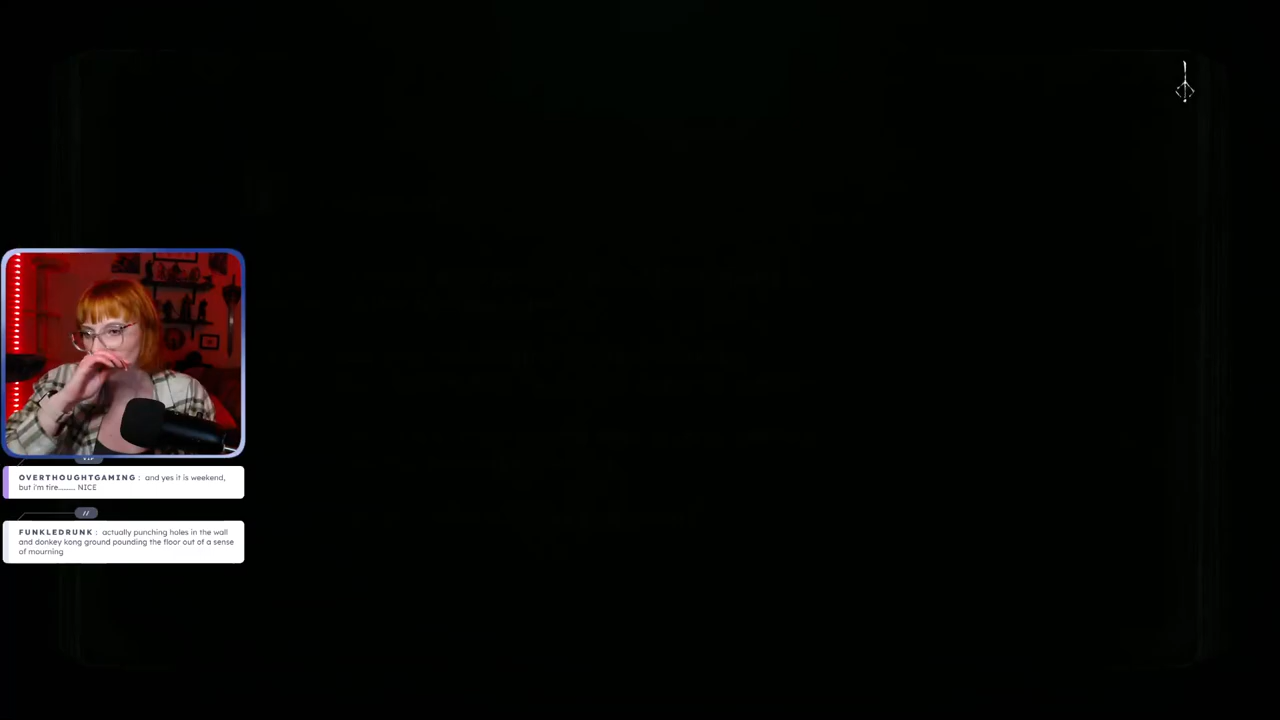 OVERTHOUGHTGAMING : and yes it is weekend,
but i'm tire......... NICE
//
FUNKLEDRUNK : actually punching holes in the wall
and donkey kong ground pounding the floor out of a sense
of mourning